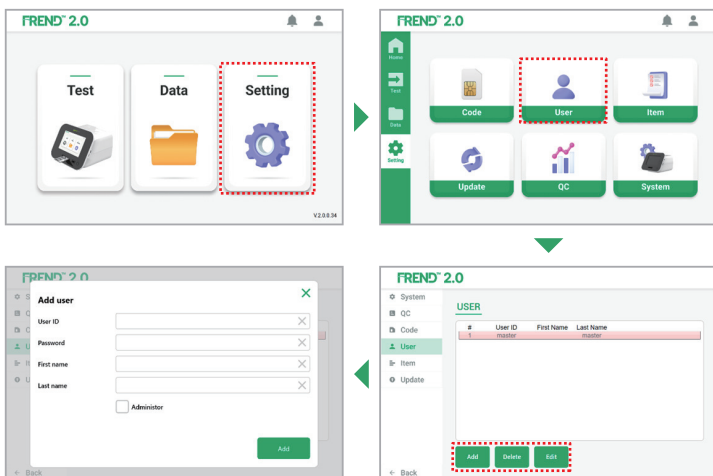 FREND™ 2.0
Test
Data
Setting
V.2.0.0.34
FREND™ 2.0
Home
Test
Data
Setting
Code
User
Item
Update
QC
System
FREND™ 2.0
Add user
User ID
Password
First name
Last name
Administor
Add
Back
FREND™ 2.0
System
QC
Code
User
Item
Update
Back
USER
# User ID First Name Last Name
1 master master
Add Delete Edit